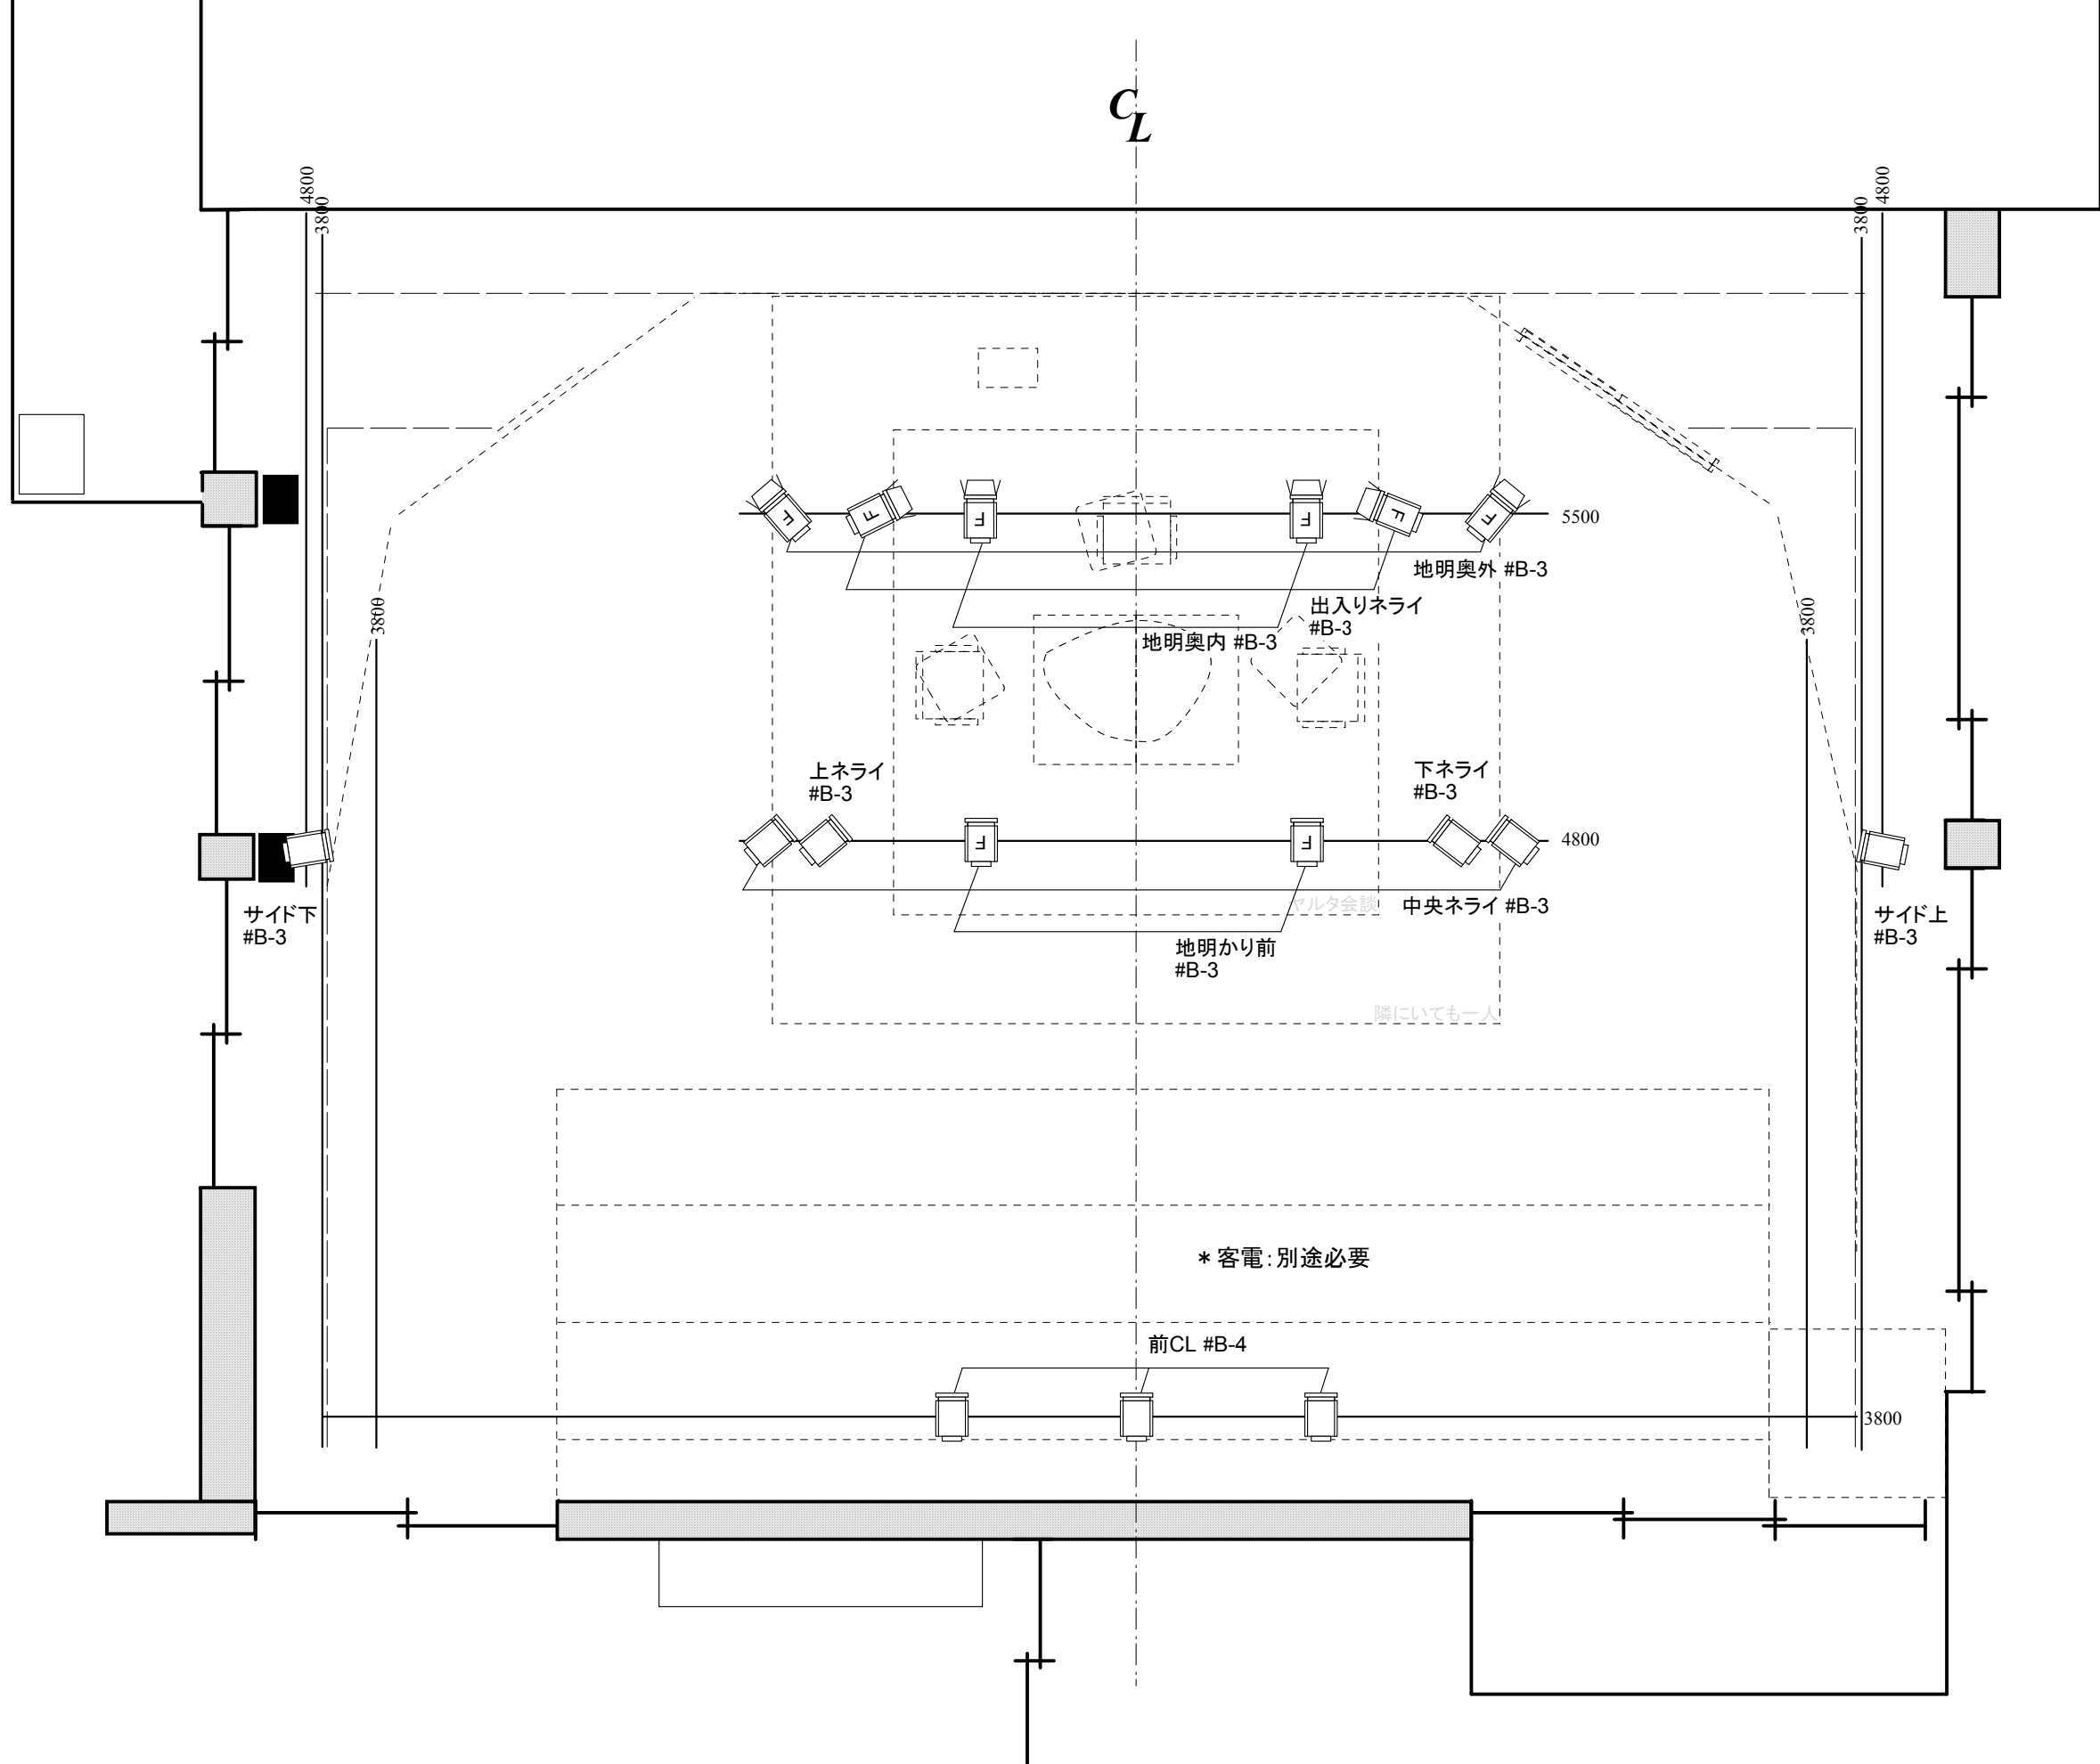 CL
4800
3800
4800
3800
F
F
F
F
F
F
5500
地明奥外 #B-3
出入りネライ
#B-3
地明奥内 #B-3
3800
3800
上ネライ
#B-3
下ネライ
#B-3
F
F
4800
ヤルタ会談
中央ネライ #B-3
サイド下
#B-3
サイド上
#B-3
地明かり前
#B-3
隣にいても一人
* 客電:別途必要
前CL #B-4
3800